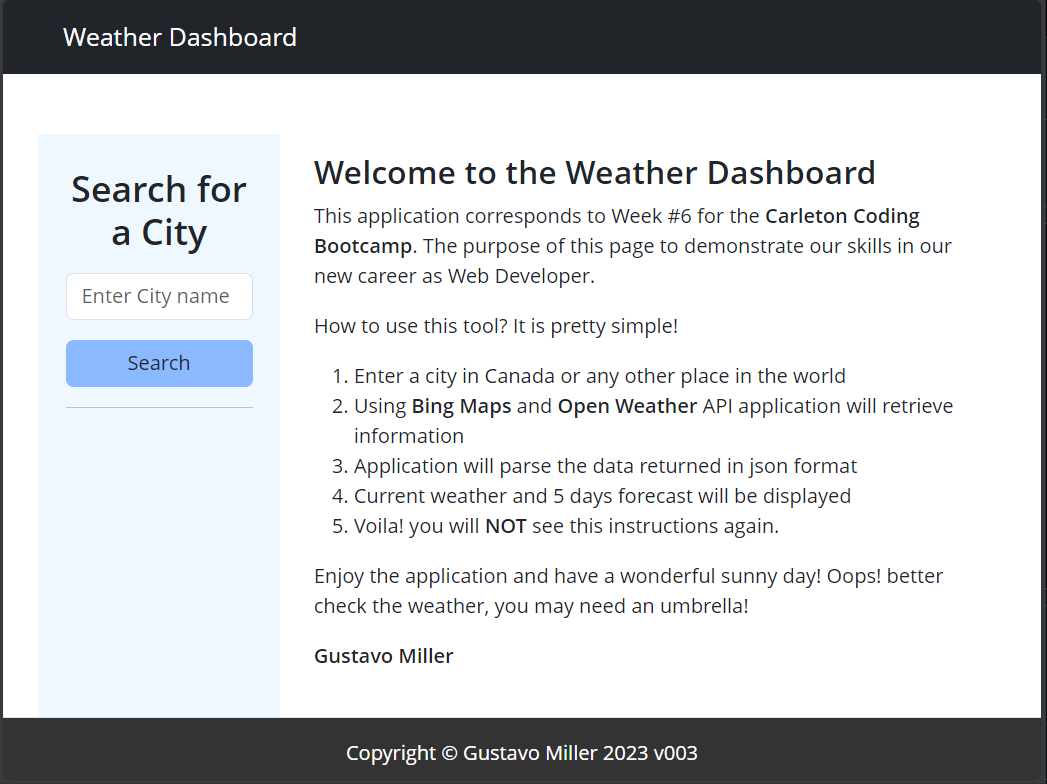 Weather Dashboard
Search for
a City
Enter City name
Search
Welcome to the Weather Dashboard
This application corresponds to Week #6 for the Carleton Coding
Bootcamp. The purpose of this page to demonstrate our skills in our
new career as Web Developer.
How to use this tool? It is pretty simple!
1. Enter a city in Canada or any other place in the world
2. Using Bing Maps and Open Weather API application will retrieve
information
3. Application will parse the data returned in json format
4. Current weather and 5 days forecast will be displayed
5. Voila! you will NOT see this instructions again.
Enjoy the application and have a wonderful sunny day! Oops! better
check the weather, you may need an umbrella!
Gustavo Miller
Copyright © Gustavo Miller 2023 v003